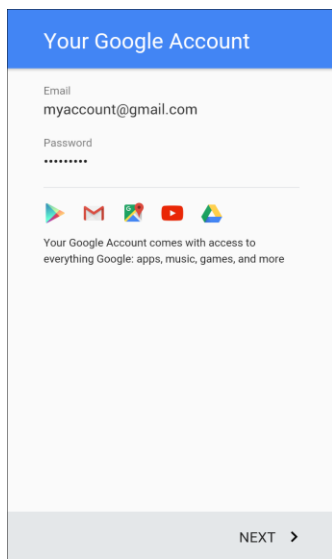 Your Google Account
Email
myaccount@gmail.com
Password
•••••••••
Your Google Account comes with access to
everything Google: apps, music, games, and more
NEXT